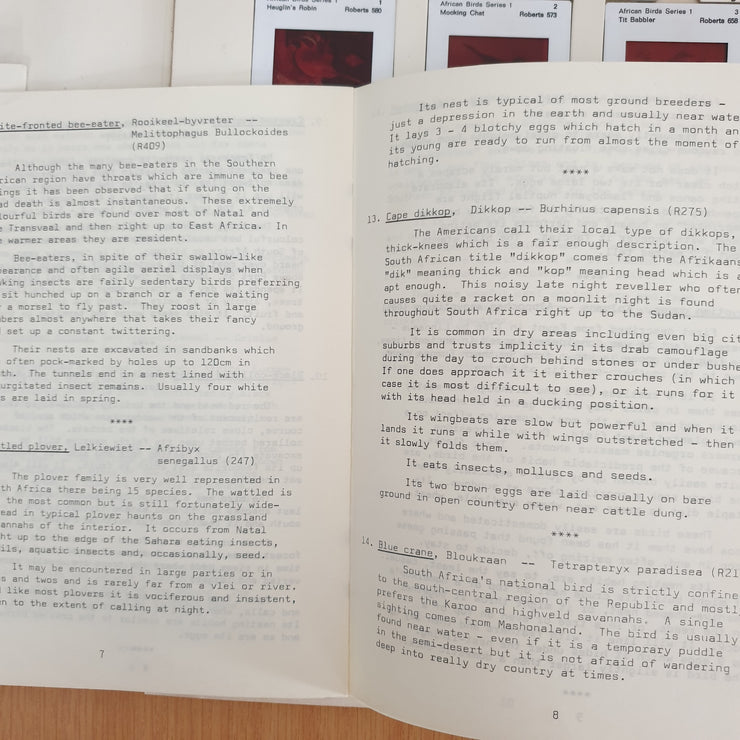 African Birds Series 1 1
Heuglin's Robin Roberts 580
African Birds Series 1 2
Mocking Chat Roberts 573
African Birds Series 1 3
Tit Babbler Roberts 658
ite-fronted bee-eater, Rooikeel-byvreter --
Melittophagus Bullockoides
(R409)
Although the many bee-eaters in the Southern
rican region have throats which are immune to bee
ings it has been observed that if stung on the
ad death is almost instantaneous. These extremely
lourful birds are found over most of Natal and
e Transvaal and then right up to East Africa. In
e warmer areas they are resident.
Bee-eaters, in spite of their swallow-like
pearance and often agile aeriel displays when
wking insects are fairly sedentary birds preferring
sit hunched up on a branch or a fence waiting
r a morsel to fly past. They roost in large
mbers almost anywhere that takes their fancy
d set up a constant twittering.
Their nests are excavated in sandbanks which
often pock-marked by holes up to 120cm in
th. The tunnels end in a nest lined with
urgitated insect remains. Usually four white
s are laid in spring.
****
tled plover, Lelkiewiet -- Afribyx
senegallus (247)
The plover family is very well represented in
th Africa there being 15 species. The wattled is
the most common but is still fortunately wide-
ead in typical plover haunts on the grassland
annahs of the interior. It occurs from Natal
ht up to the edge of the Sahara eating insects,
ils, aquatic insects and, occasionally, seed.
It may be encountered in large parties or in
s and twos and is rarely far from a vlei or river.
like most plovers it is vociferous and insistent,
en to the extent of calling at night.
7
Its nest is typical of most ground breeders -
just a depression in the earth and usually near wate
It lays 3 - 4 blotchy eggs which hatch in a month an
its young are ready to run from almost the moment of
hatching.
****
13. Cape dikkop, Dikkop -- Burhinus capensis (R275)
The Americans call their local type of dikkops,
thick-knees which is a fair enough description. The
South African title "dikkop" comes from the Afrikaans
"dik" meaning thick and "kop" meaning head which is a
apt enough. This noisy late night reveller who often
causes quite a racket on a moonlit night is found
throughout South Africa right up to the Sudan.
It is common in dry areas including even big cit
suburbs and trusts implicity in its drab camouflage
during the day to crouch behind stones or under bushe
If one does approach it it either crouches (in which
case it is most difficult to see), or it runs for it
with its head held in a ducking position.
Its wingbeats are slow but powerful and when it
lands it runs a while with wings outstretched - then
it slowly folds them.
It eats insects, molluscs and seeds.
Its two brown eggs are laid casually on bare
ground in open country often near cattle dung.
****
14. Blue crane, Bloukraan -- Tetrapteryx paradisea (R21
South Africa's national bird is strictly confine
to the south-central region of the Republic and mostly
prefers the Karoo and highveld savannahs. A single
sighting comes from Mashonaland. The bird is usually
found near water - even if it is a temporary puddle
in the semi-desert but it is not afraid of wandering
deep into really dry country at times.
8